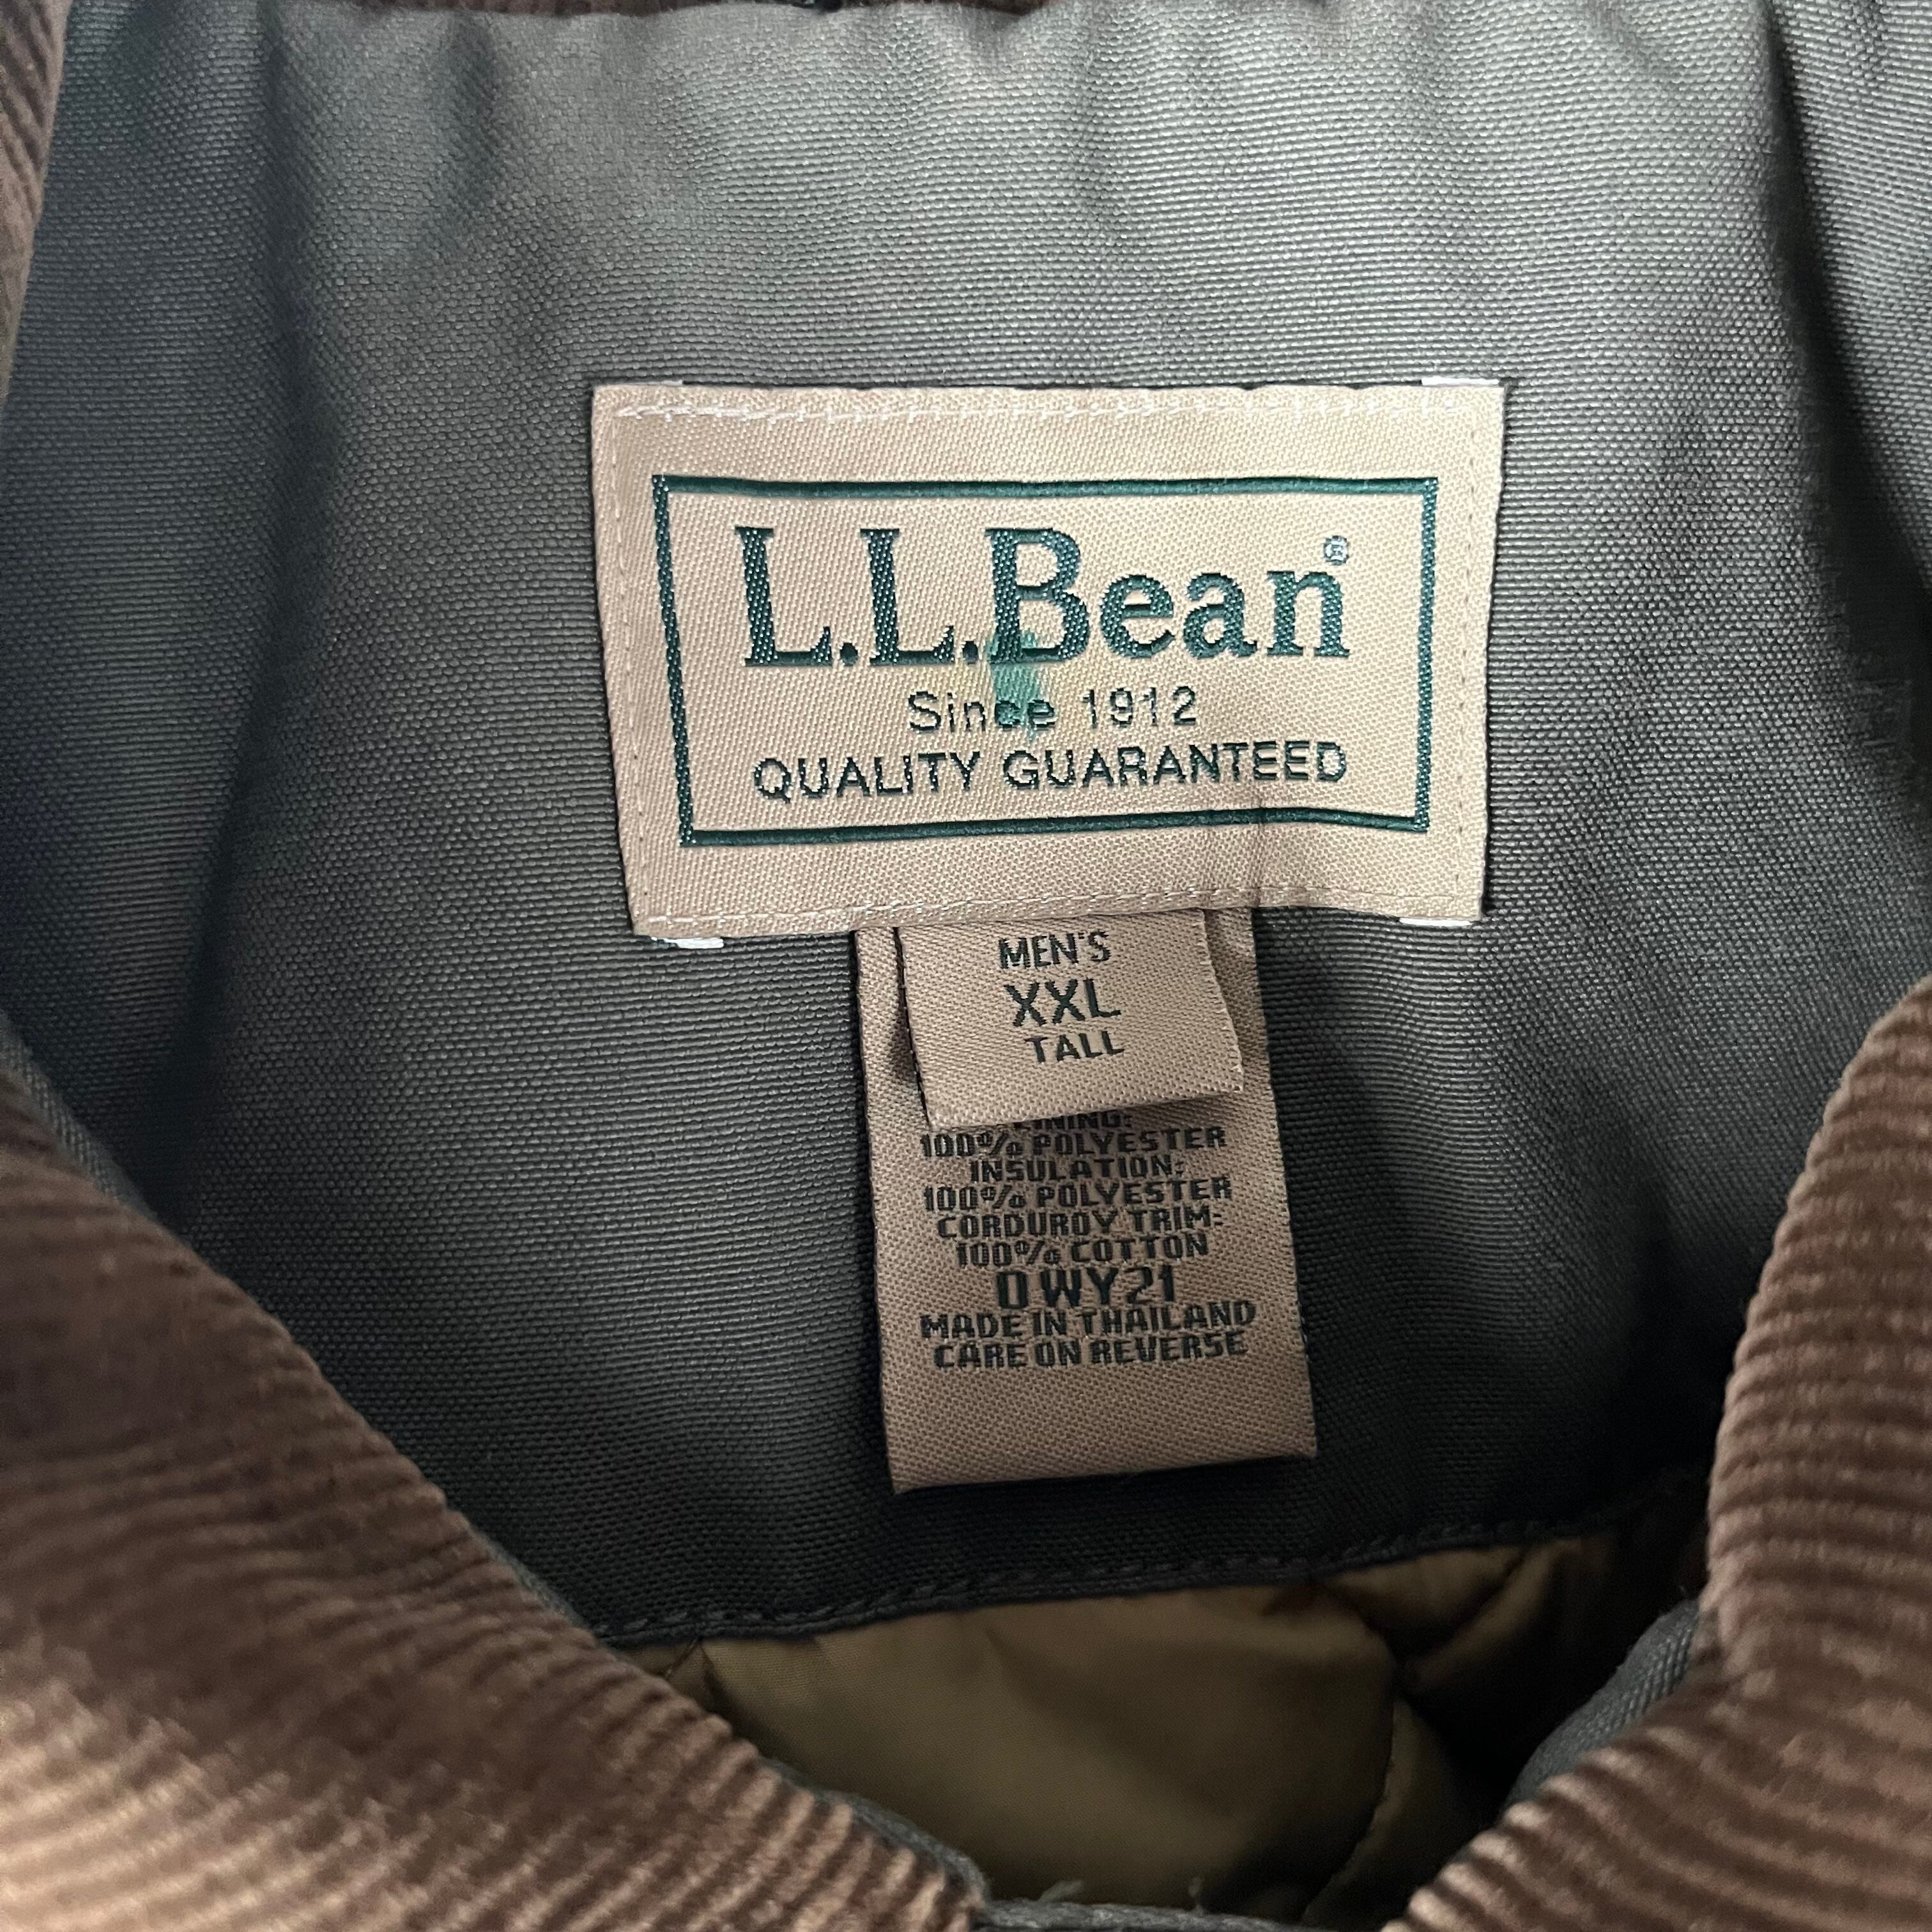 L.L.Bean®
Since 1912
QUALITY GUARANTEED
MEN'S
XXL
TALL
LINING:
100% POLYESTER
INSULATION:
100% POLYESTER
CORDUROY TRIM:
100% COTTON
0WY21
MADE IN THAILAND
CARE ON REVERSE